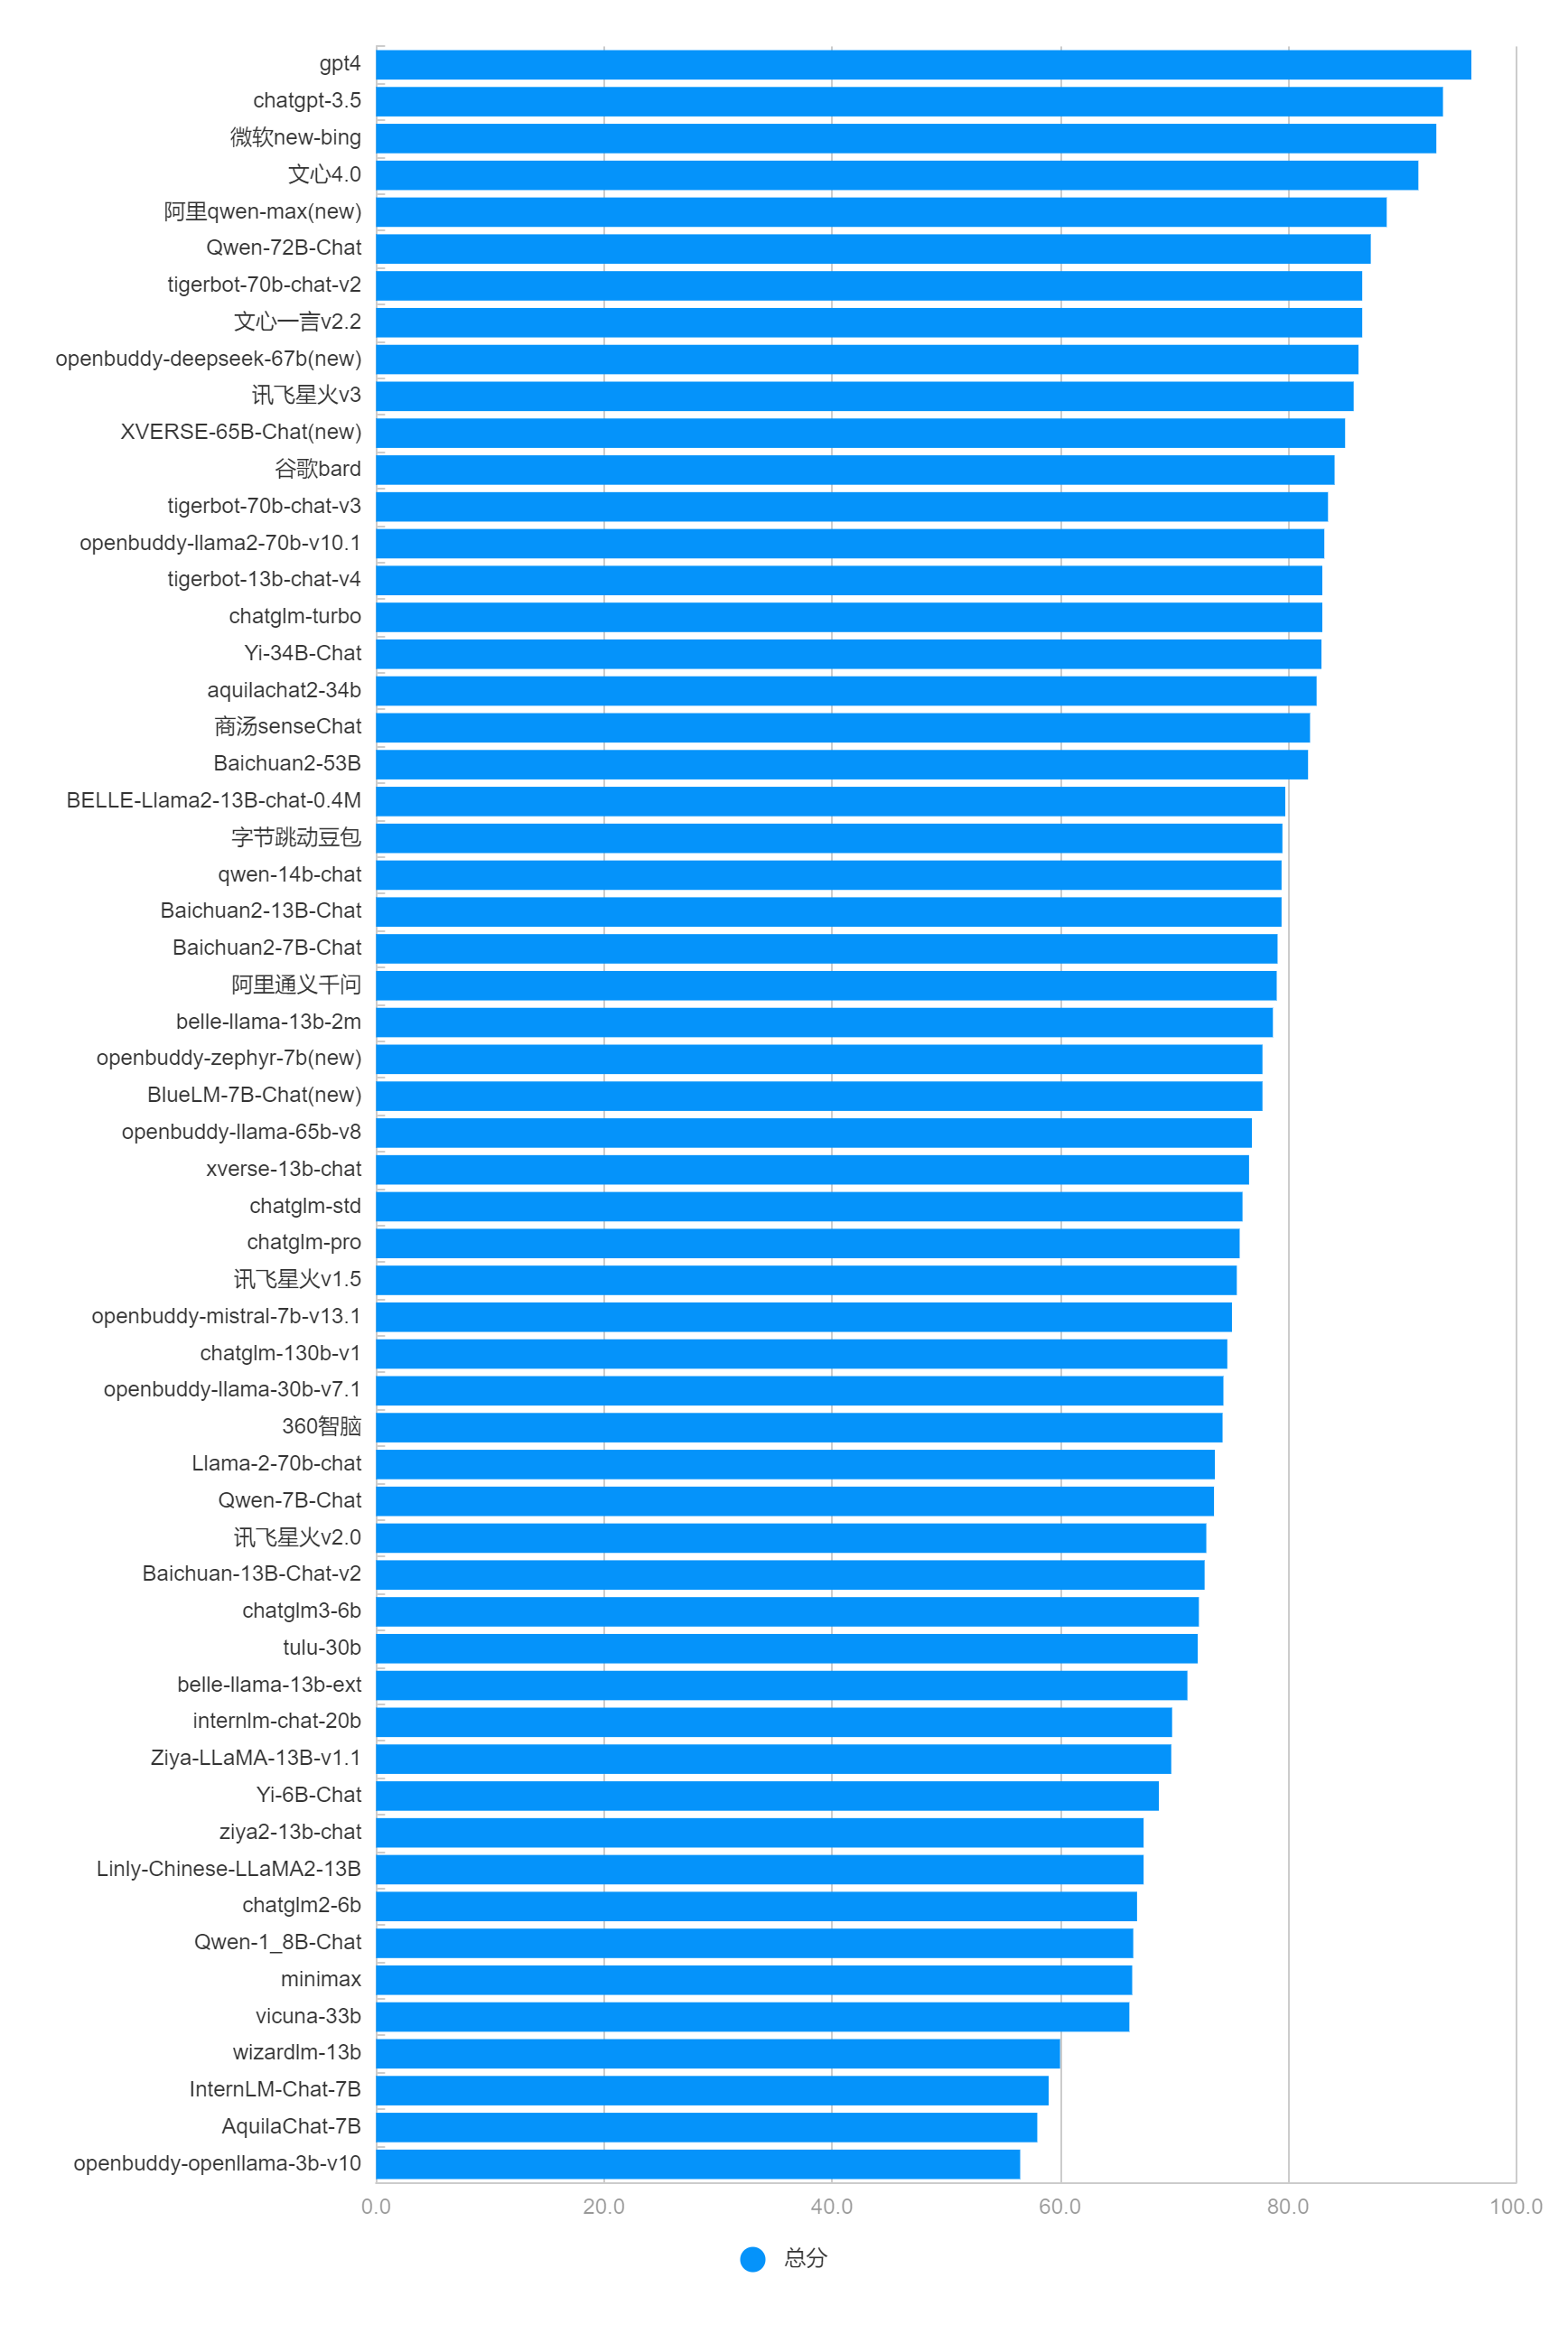 gpt4
chatgpt-3.5
微软new-bing
文心4.0
阿里qwen-max(new)
Qwen-72B-Chat
tigerbot-70b-chat-v2
文心一言v2.2
openbuddy-deepseek-67b(new)
讯飞星火v3
XVERSE-65B-Chat(new)
谷歌bard
tigerbot-70b-chat-v3
openbuddy-llama2-70b-v10.1
tigerbot-13b-chat-v4
chatglm-turbo
Yi-34B-Chat
aquilachat2-34b
商汤senseChat
Baichuan2-53B
BELLE-Llama2-13B-chat-0.4M
字节跳动豆包
qwen-14b-chat
Baichuan2-13B-Chat
Baichuan2-7B-Chat
阿里通义千问
belle-llama-13b-2m
openbuddy-zephyr-7b(new)
BlueLM-7B-Chat(new)
openbuddy-llama-65b-v8
xverse-13b-chat
chatglm-std
chatglm-pro
讯飞星火v1.5
openbuddy-mistral-7b-v13.1
chatglm-130b-v1
openbuddy-llama-30b-v7.1
360智脑
Llama-2-70b-chat
Qwen-7B-Chat
讯飞星火v2.0
Baichuan-13B-Chat-v2
chatglm3-6b
tulu-30b
belle-llama-13b-ext
internlm-chat-20b
Ziya-LLaMA-13B-v1.1
Yi-6B-Chat
ziya2-13b-chat
Linly-Chinese-LLaMA2-13B
chatglm2-6b
Qwen-1_8B-Chat
minimax
vicuna-33b
wizardlm-13b
InternLM-Chat-7B
AquilaChat-7B
openbuddy-openllama-3b-v10
0.0 20.0 40.0 60.0 80.0 100.0
总分